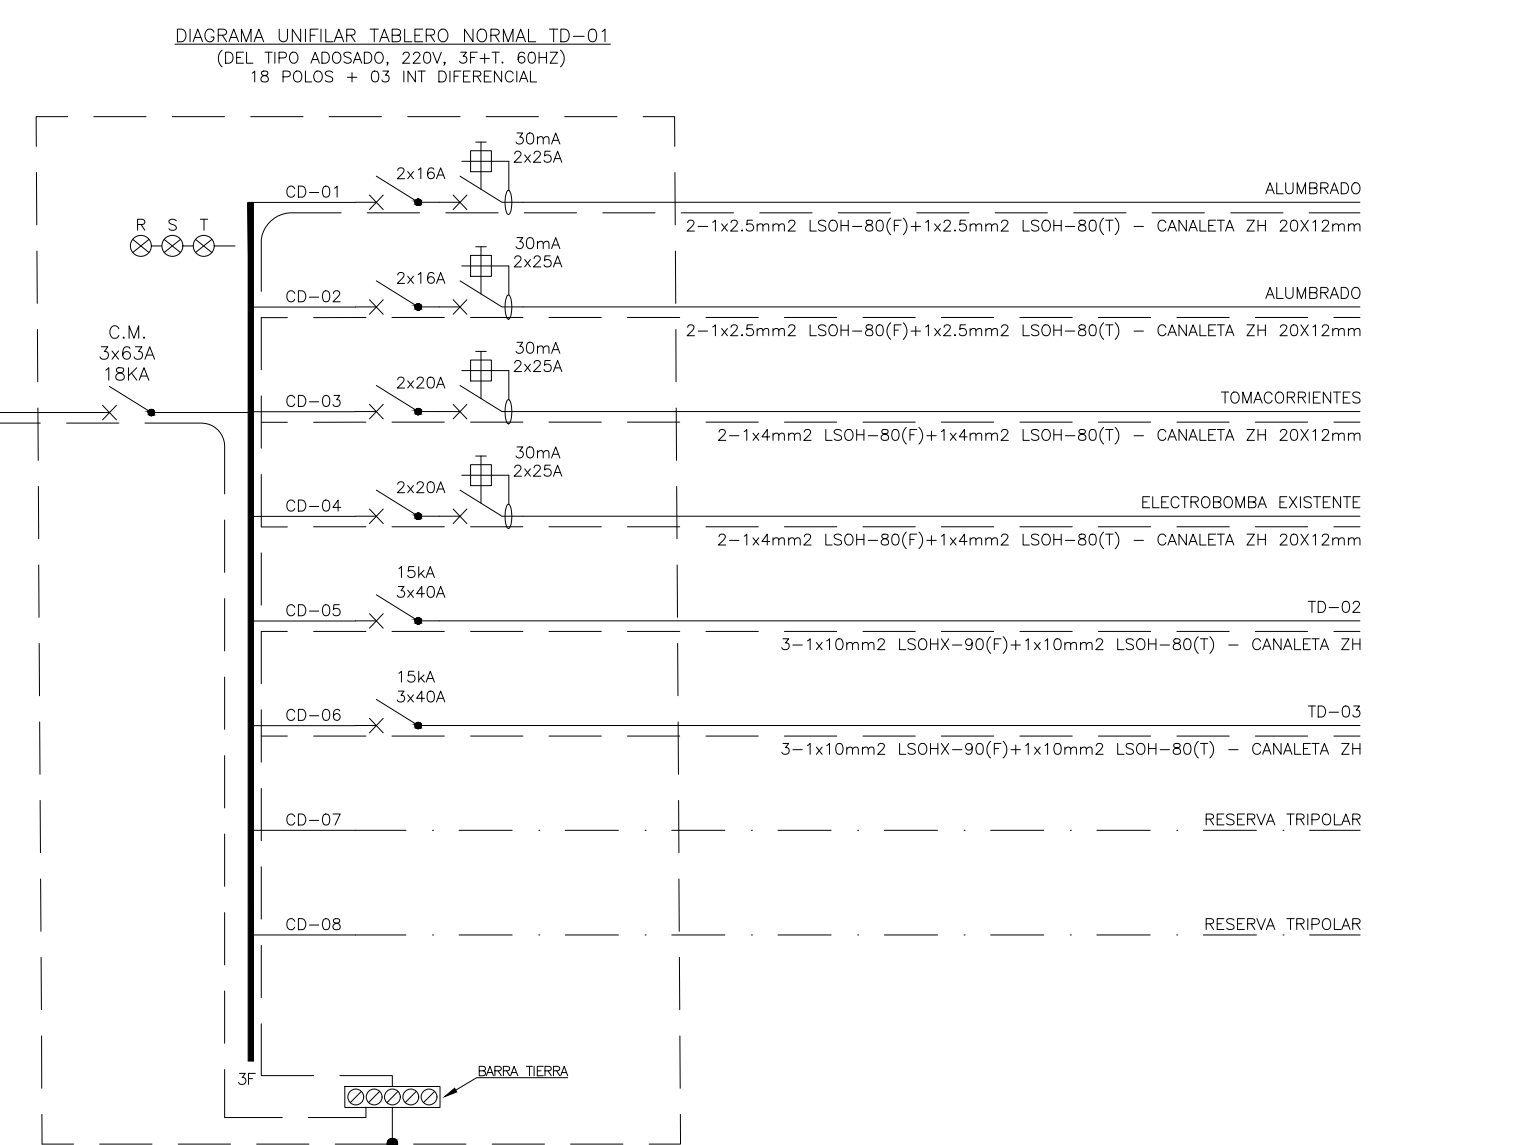 DIAGRAMA UNIFILAR TABLERO NORMAL TD-01
(DEL TIPO ADOSADO, 220V, 3F+T. 60HZ)
18 POLOS + 03 INT DIFERENCIAL
R S T
C.M.
3x63A
18KA
CD-01
2x16A
30mA
2x25A
ALUMBRADO
2-1x2.5mm2 LSOH-80(F)+1x2.5mm2 LSOH-80(T) - CANALETA ZH 20X12mm
CD-02
2x16A
30mA
2x25A
ALUMBRADO
2-1x2.5mm2 LSOH-80(F)+1x2.5mm2 LSOH-80(T) - CANALETA ZH 20X12mm
CD-03
2x20A
30mA
2x25A
TOMACORRIENTES
2-1x4mm2 LSOH-80(F)+1x4mm2 LSOH-80(T) - CANALETA ZH 20X12mm
CD-04
2x20A
30mA
2x25A
ELECTROBOMBA EXISTENTE
2-1x4mm2 LSOH-80(F)+1x4mm2 LSOH-80(T) - CANALETA ZH 20X12mm
CD-05
15kA
3x40A
TD-02
3-1x10mm2 LSOHX-90(F)+1x10mm2 LSOH-80(T) - CANALETA ZH
CD-06
15kA
3x40A
TD-03
3-1x10mm2 LSOHX-90(F)+1x10mm2 LSOH-80(T) - CANALETA ZH
CD-07
RESERVA TRIPOLAR
CD-08
RESERVA TRIPOLAR
3F
BARRA TIERRA